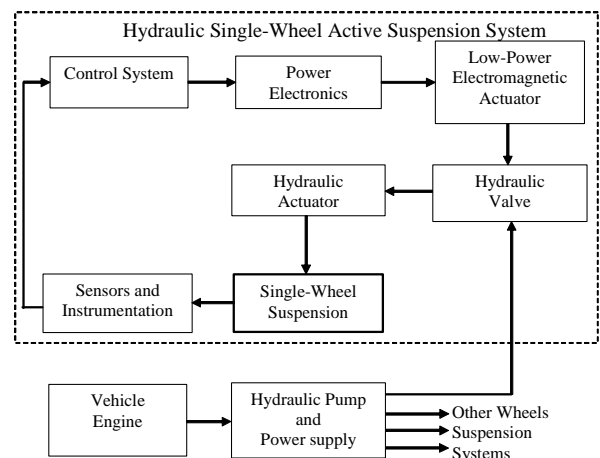 Hydraulic Single-Wheel Active Suspension System
Control System
Power
Electronics
Low-Power
Electromagnetic
Actuator
Hydraulic
Actuator
Hydraulic
Valve
Sensors and
Instrumentation
Single-Wheel
Suspension
Vehicle
Engine
Hydraulic Pump
and
Power supply
Other Wheels
Suspension
Systems